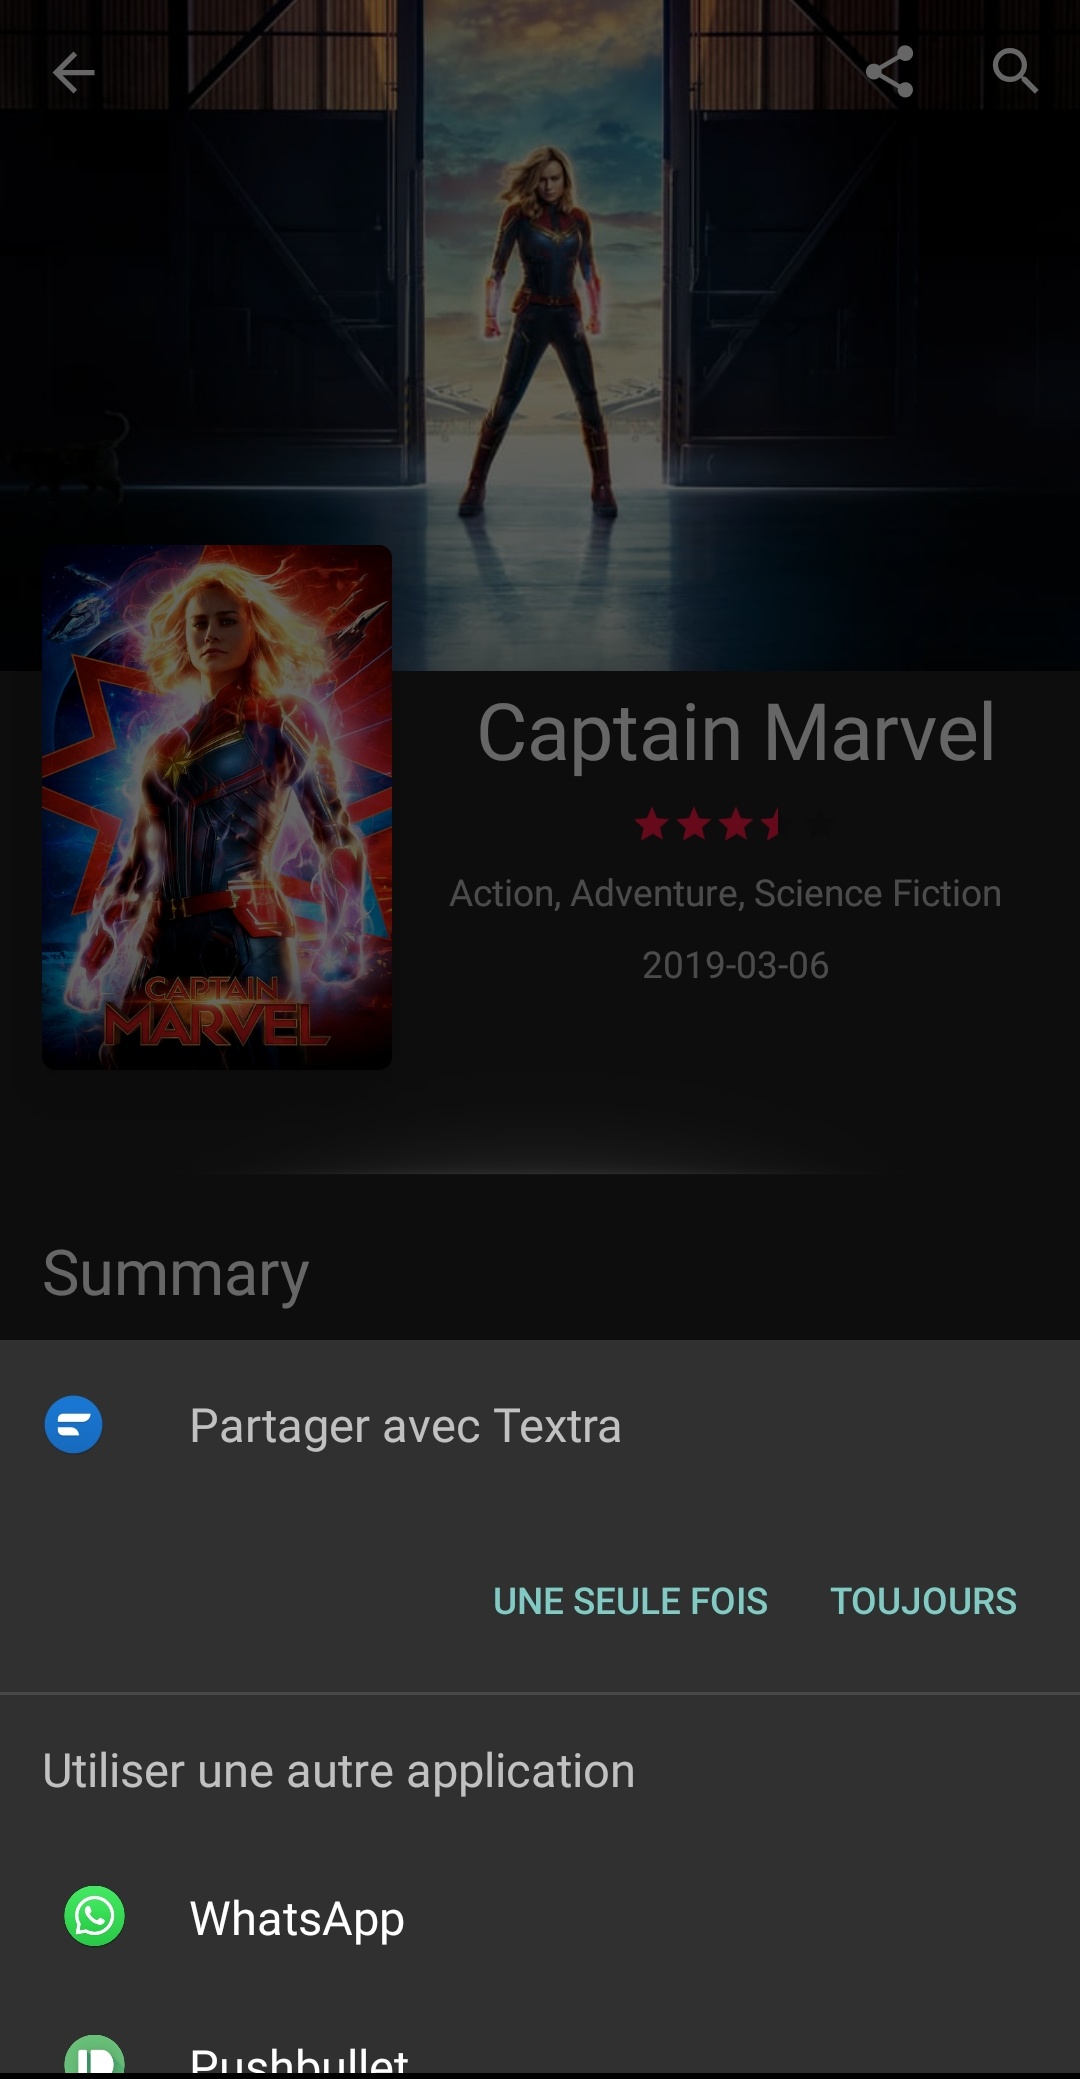 Captain Marvel
Action, Adventure, Science Fiction
2019-03-06
CAPTAIN
MARVEL
Summary
Partager avec Textra
UNE SEULE FOIS
TOUJOURS
Utiliser une autre application
WhatsApp
Pushbullet